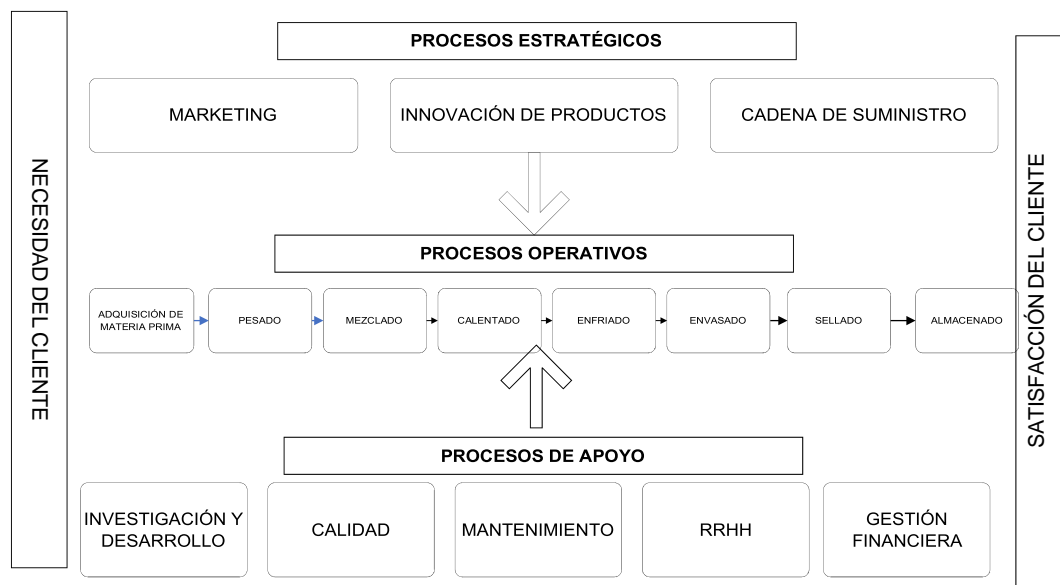 PROCESOS ESTRATÉGICOS
MARKETING
INNOVACIÓN DE PRODUCTOS
CADENA DE SUMINISTRO
NECESIDAD DEL CLIENTE
SATISFACCIÓN DEL CLIENTE
PROCESOS OPERATIVOS
ADQUISICIÓN DE
MATERIA PRIMA
PESADO
MEZCLADO
CALENTADO
ENFRIADO
ENVASADO
SELLADO
ALMACENADO
PROCESOS DE APOYO
INVESTIGACIÓN Y
DESARROLLO
CALIDAD
MANTENIMIENTO
RRHH
GESTIÓN
FINANCIERA